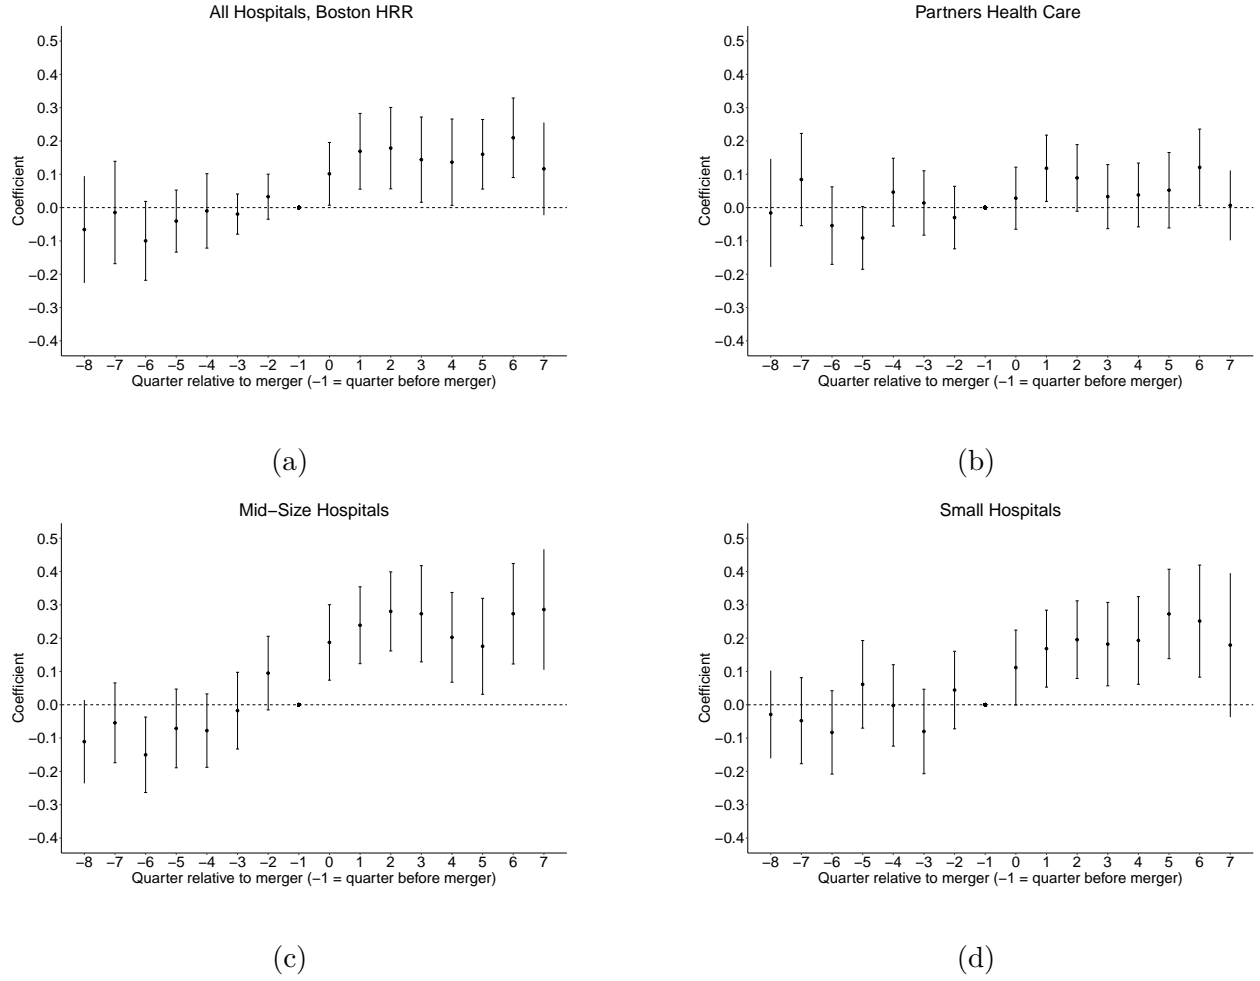 All Hospitals, Boston HRR
0.5
0.4
0.3
0.2
0.1
0.0
−0.1
−0.2
−0.3
−0.4
Coefficient
−8 −7 −6 −5 −4 −3 −2 −1 0 1 2 3 4 5 6 7
Quarter relative to merger (−1 = quarter before merger)
(a)
Partners Health Care
0.5
0.4
0.3
0.2
0.1
0.0
−0.1
−0.2
−0.3
−0.4
Coefficient
−8 −7 −6 −5 −4 −3 −2 −1 0 1 2 3 4 5 6 7
Quarter relative to merger (−1 = quarter before merger)
(b)
Mid−Size Hospitals
0.5
0.4
0.3
0.2
0.1
0.0
−0.1
−0.2
−0.3
−0.4
Coefficient
−8 −7 −6 −5 −4 −3 −2 −1 0 1 2 3 4 5 6 7
Quarter relative to merger (−1 = quarter before merger)
(c)
Small Hospitals
0.5
0.4
0.3
0.2
0.1
0.0
−0.1
−0.2
−0.3
−0.4
Coefficient
−8 −7 −6 −5 −4 −3 −2 −1 0 1 2 3 4 5 6 7
Quarter relative to merger (−1 = quarter before merger)
(d)